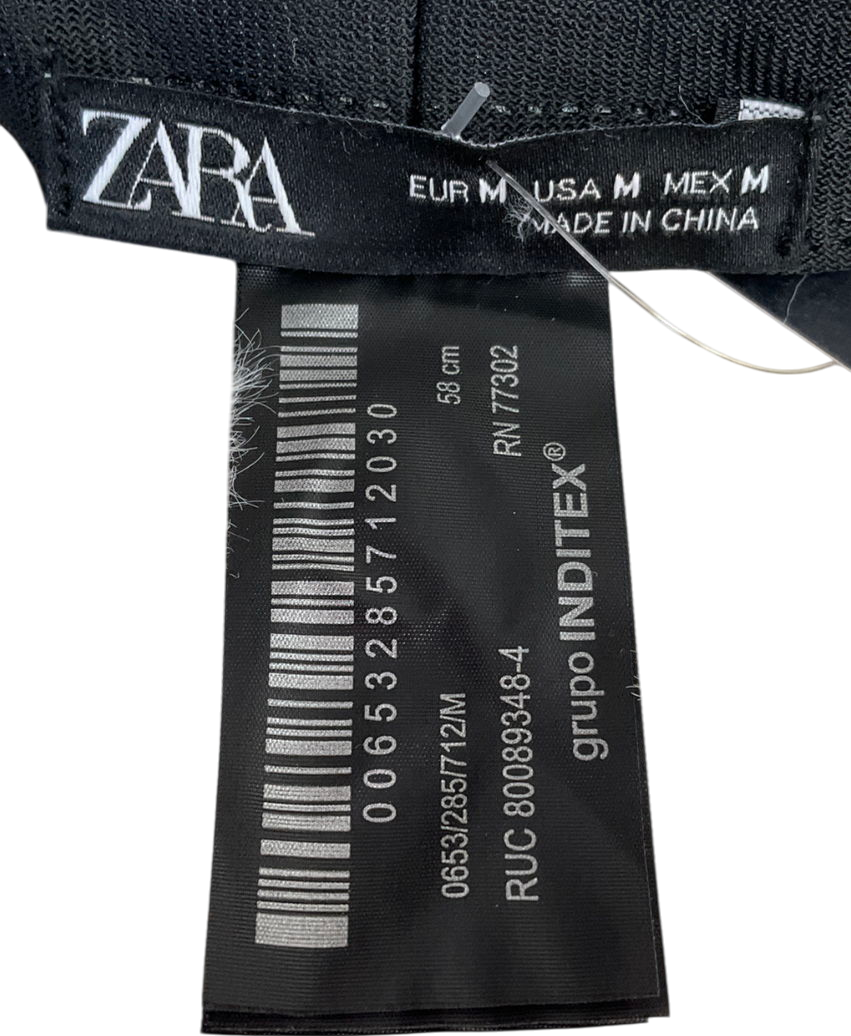 ZARA
EUR M USA M MEX M
MADE IN CHINA
00653285712030
0653/285/712/M 58 cm
RUC 80089348-4 RN 77302
grupo INDITEX®